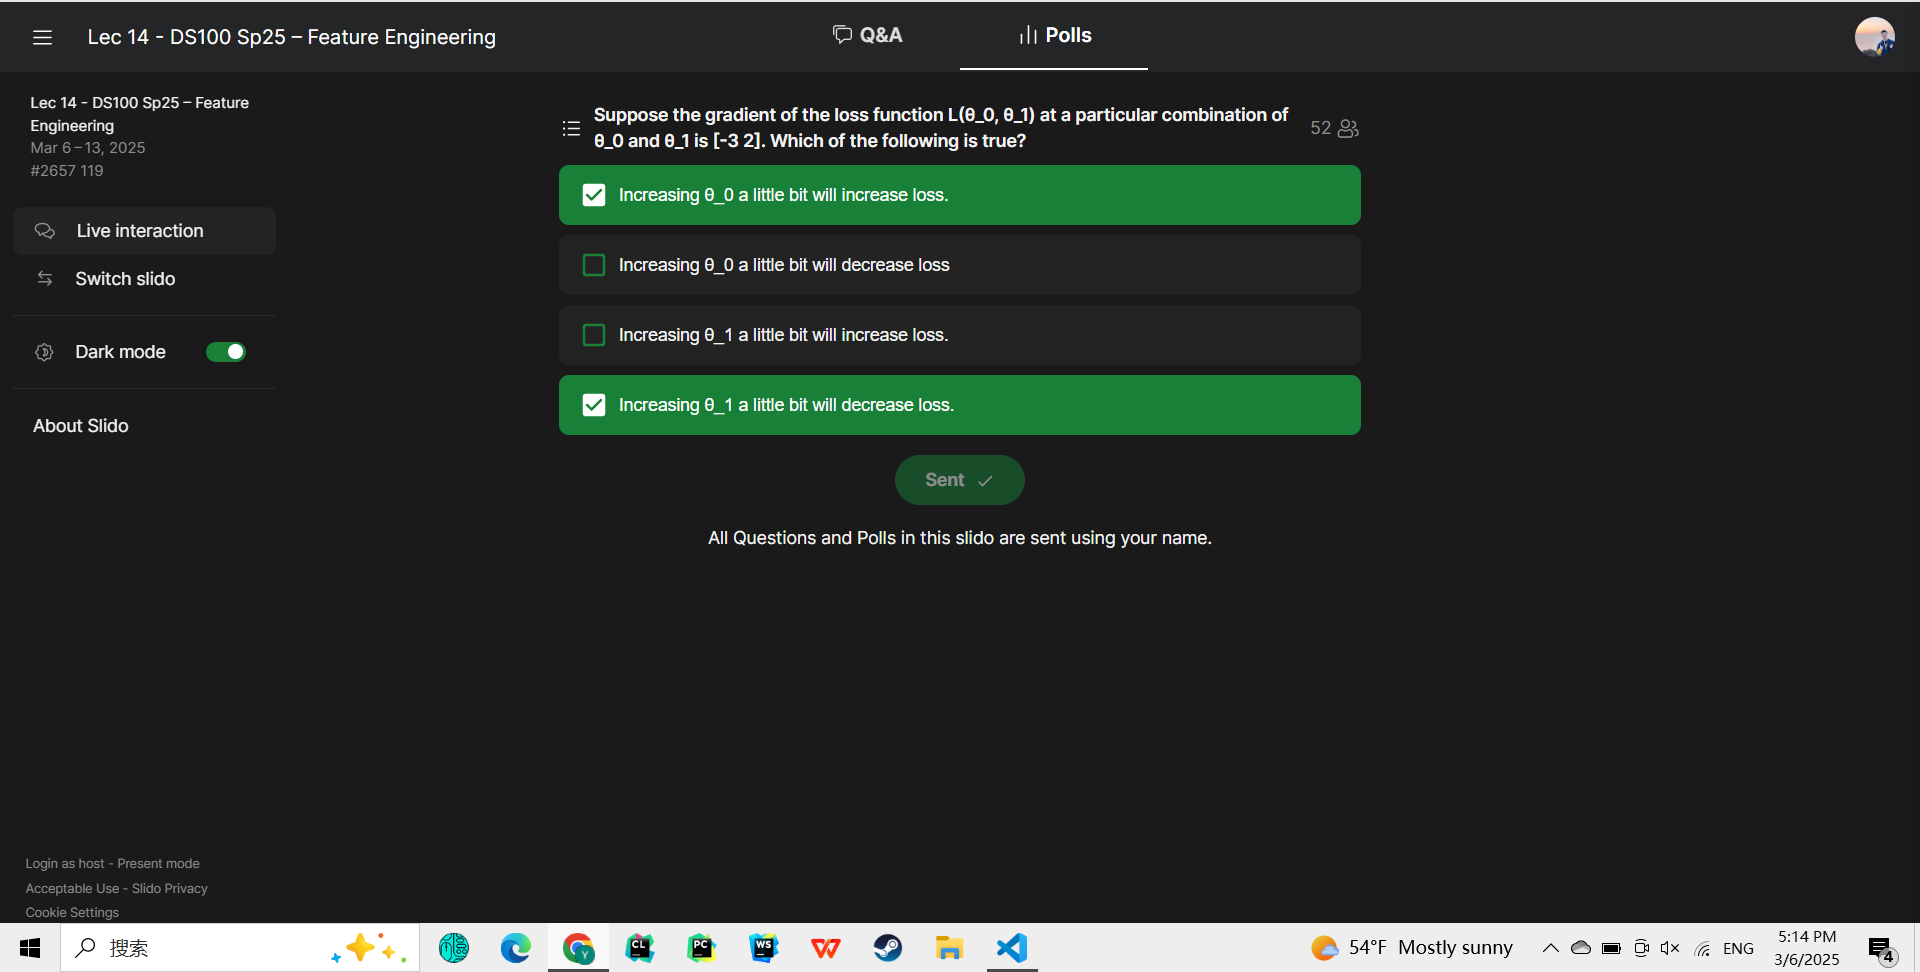 Lec 14 - DS100 Sp25 – Feature Engineering
Q&A
Polls
Lec 14 - DS100 Sp25 – Feature
Engineering
Mar 6 – 13, 2025
#2657 119
Live interaction
Switch slido
Dark mode
About Slido
Suppose the gradient of the loss function L(θ_0, θ_1) at a particular combination of
θ_0 and θ_1 is [-3 2]. Which of the following is true?
52
Increasing θ_0 a little bit will increase loss.
Increasing θ_0 a little bit will decrease loss
Increasing θ_1 a little bit will increase loss.
Increasing θ_1 a little bit will decrease loss.
Sent
All Questions and Polls in this slido are sent using your name.
Login as host - Present mode
Acceptable Use - Slido Privacy
Cookie Settings
搜索
Y
CL
PC
WS
54°F Mostly sunny
ENG
5:14 PM
3/6/2025
4